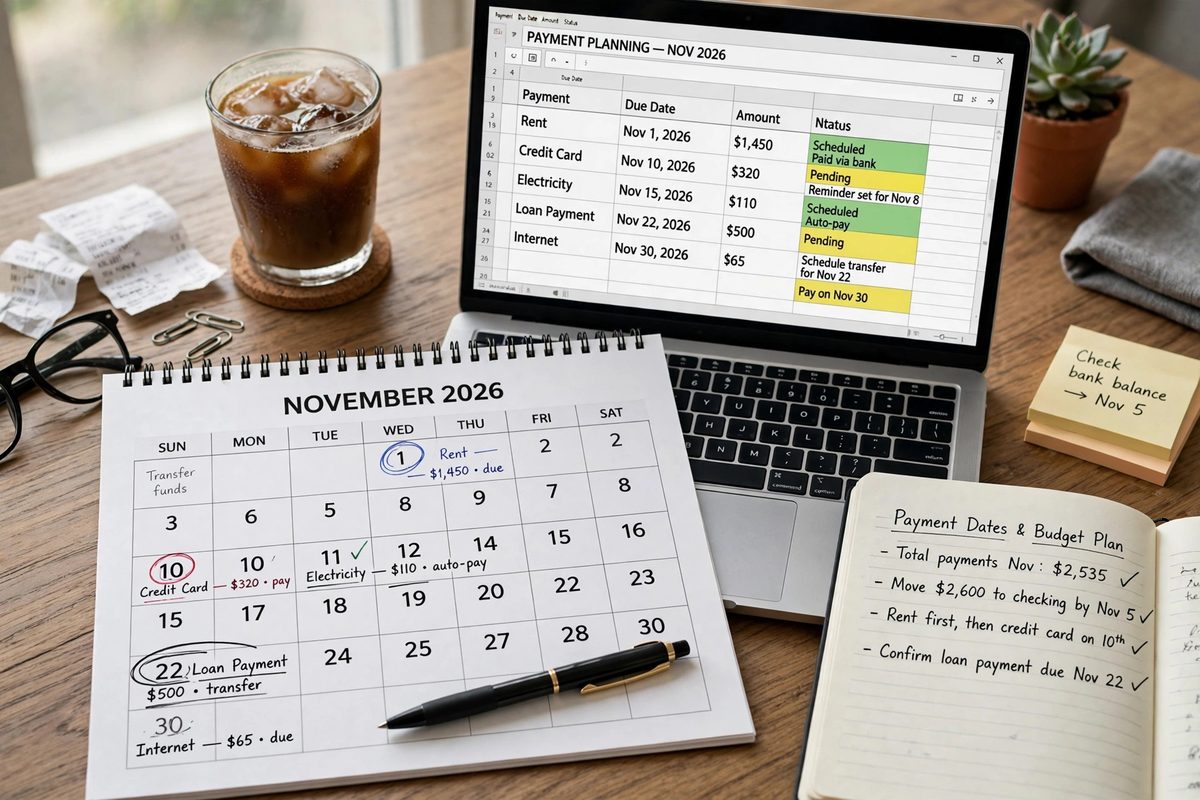 Payment Due Date Amount Status
PAYMENT PLANNING — NOV 2026
Due Date
Payment Due Date Amount Ntatus
Rent Nov 1, 2026 $1,450 Scheduled
Paid via bank
Credit Card Nov 10, 2026 $320 Pending
Reminder set for Nov 8
Electricity Nov 15, 2026 $110 Scheduled
Auto-pay
Loan Payment Nov 22, 2026 $500 Pending
Schedule transfer
for Nov 22
Internet Nov 30, 2026 $65 Pay on Nov 30
Check
bank balance
→ Nov 5
NOVEMBER 2026
SUN MON TUE WED THU FRI SAT
Transfer
funds
1 Rent — 2 2
— $1,450 • due
3 6 5 8 9 7 8
10 10 11 ✓ 12 14 15 16
Credit Card — $320 • pay Electricity — $110 • auto-pay
15 17 18 19 20 22 23
22 Loan Payment 24 25 27 28 30
$500 • transfer
30
Internet — $65 • due
Payment Dates & Budget Plan
- Total payments Nov: $2,535 ✓
- Move $2,600 to checking by Nov 5 ✓
- Rent first, then credit card on 10th ✓
- Confirm loan payment due Nov 22 ✓